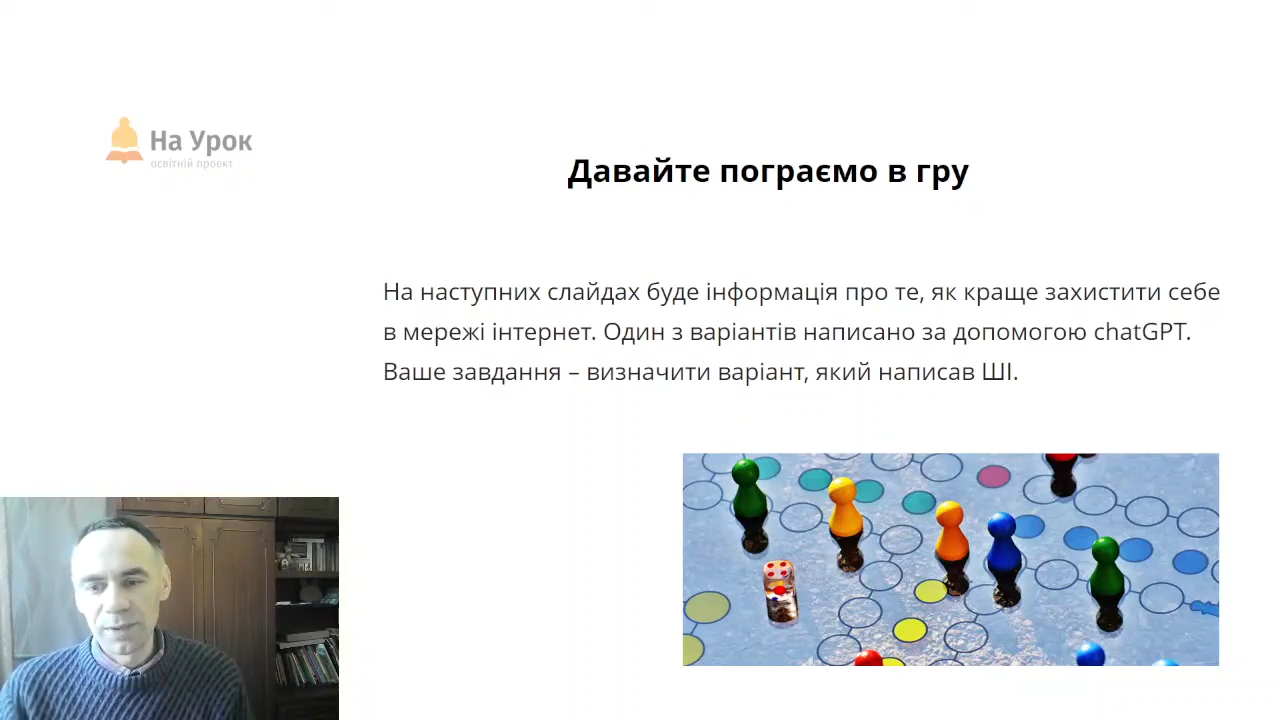 На Урок
освітній проект
Давайте пограємо в гру
На наступних слайдах буде інформація про те, як краще захистити себе
в мережі інтернет. Один з варіантів написано за допомогою chatGPT.
Ваше завдання – визначити варіант, який написав ШІ.